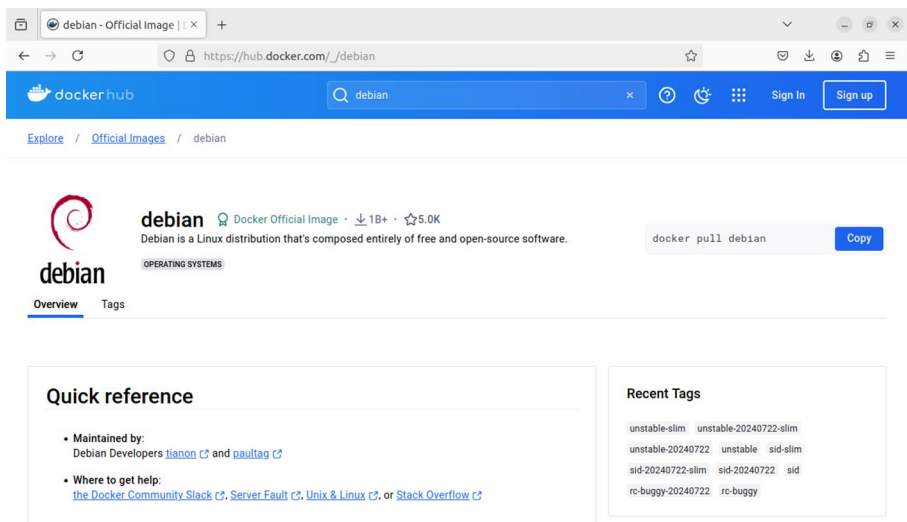 debian - Official Image | D
https://hub.docker.com/_/debian
dockerhub
debian
Sign In
Sign up
Explore / Official Images / debian
debian
debian
Docker Official Image · 1B+ · 5.0K
Debian is a Linux distribution that's composed entirely of free and open-source software.
OPERATING SYSTEMS
docker pull debian
Copy
Overview
Tags
Quick reference
• Maintained by:
Debian Developers tianon and paultag
• Where to get help:
the Docker Community Slack, Server Fault, Unix & Linux, or Stack Overflow
Recent Tags
unstable-slim unstable-20240722-slim
unstable-20240722 unstable sid-slim
sid-20240722-slim sid-20240722 sid
rc-buggy-20240722 rc-buggy